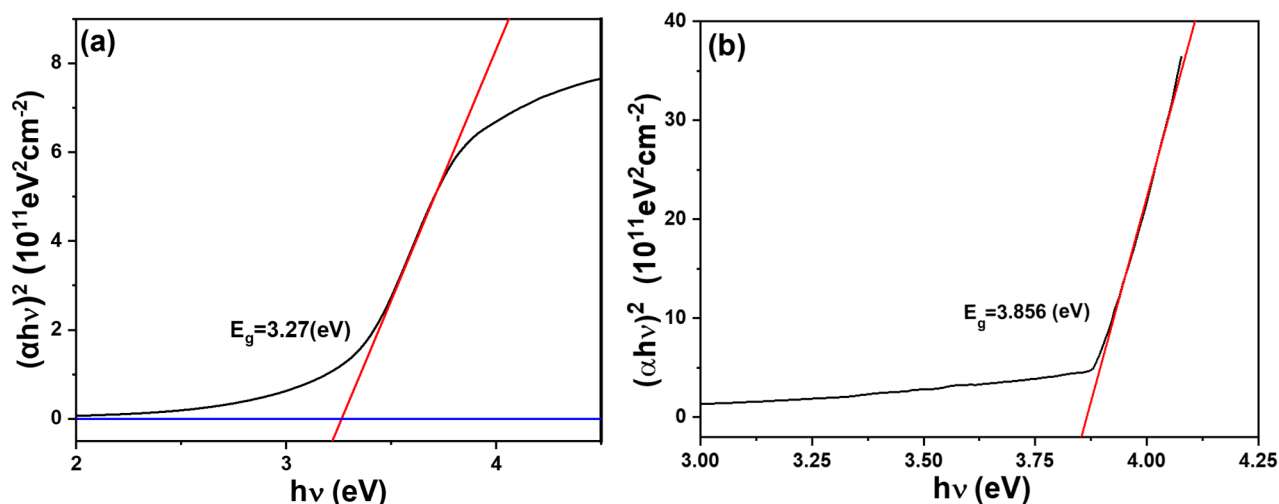 (a)
(αhν)² (10¹¹eV²cm⁻²)
8
6
4
2
0
E_g=3.27(eV)
2
3
4
hν (eV)
(b)
(αhν)² (10¹¹eV²cm⁻²)
40
30
20
10
0
E_g=3.856 (eV)
3.00
3.25
3.50
3.75
4.00
4.25
hν (eV)